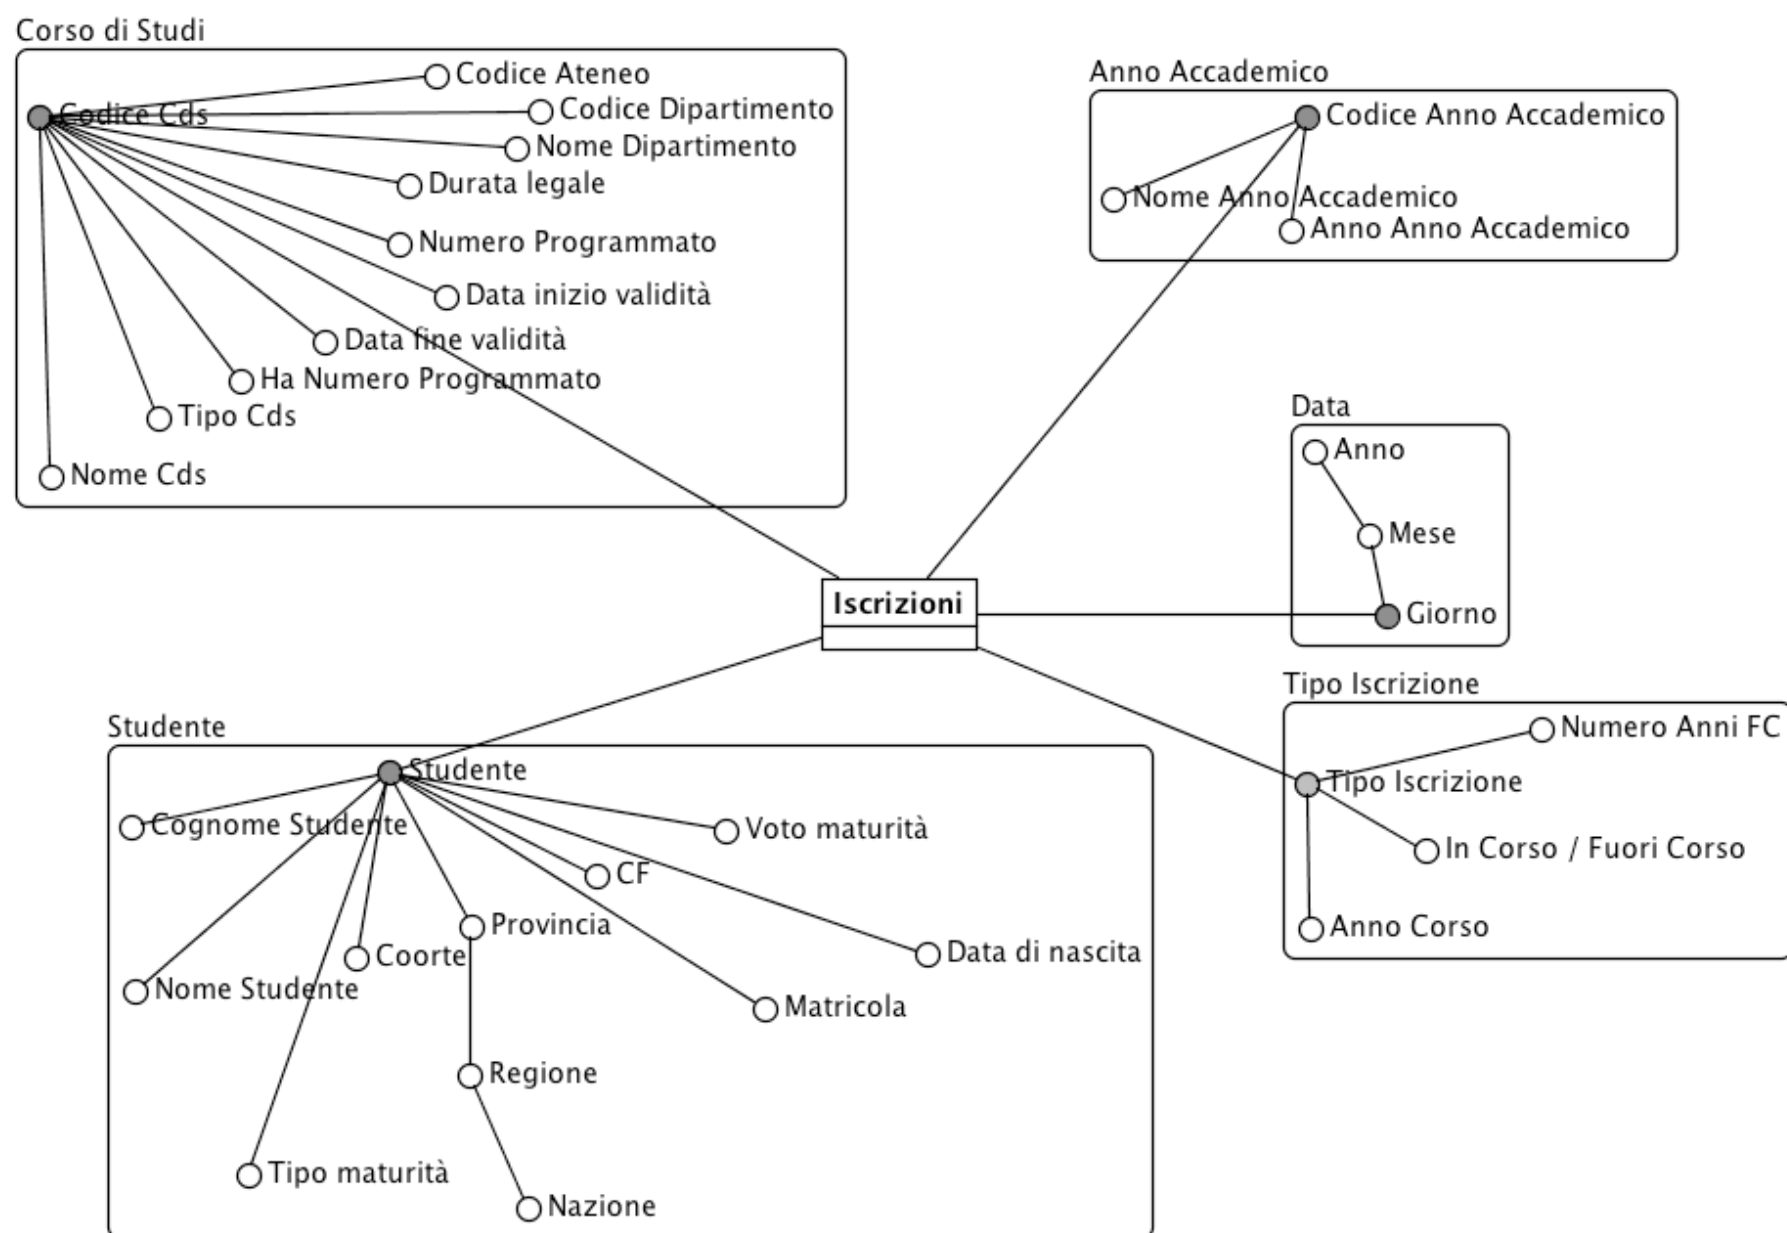 Corso di Studi
Codice Ateneo
Codice Cds
Codice Dipartimento
Nome Dipartimento
Durata legale
Numero Programmato
Data inizio validità
Data fine validità
Ha Numero Programmato
Tipo Cds
Nome Cds
Anno Accademico
Codice Anno Accademico
Nome Anno Accademico
Anno Anno Accademico
Data
Anno
Mese
Giorno
Iscrizioni
Tipo Iscrizione
Numero Anni FC
Tipo Iscrizione
In Corso / Fuori Corso
Anno Corso
Studente
Studente
Cognome Studente
Voto maturità
CF
Provincia
Coorte
Data di nascita
Nome Studente
Matricola
Regione
Tipo maturità
Nazione